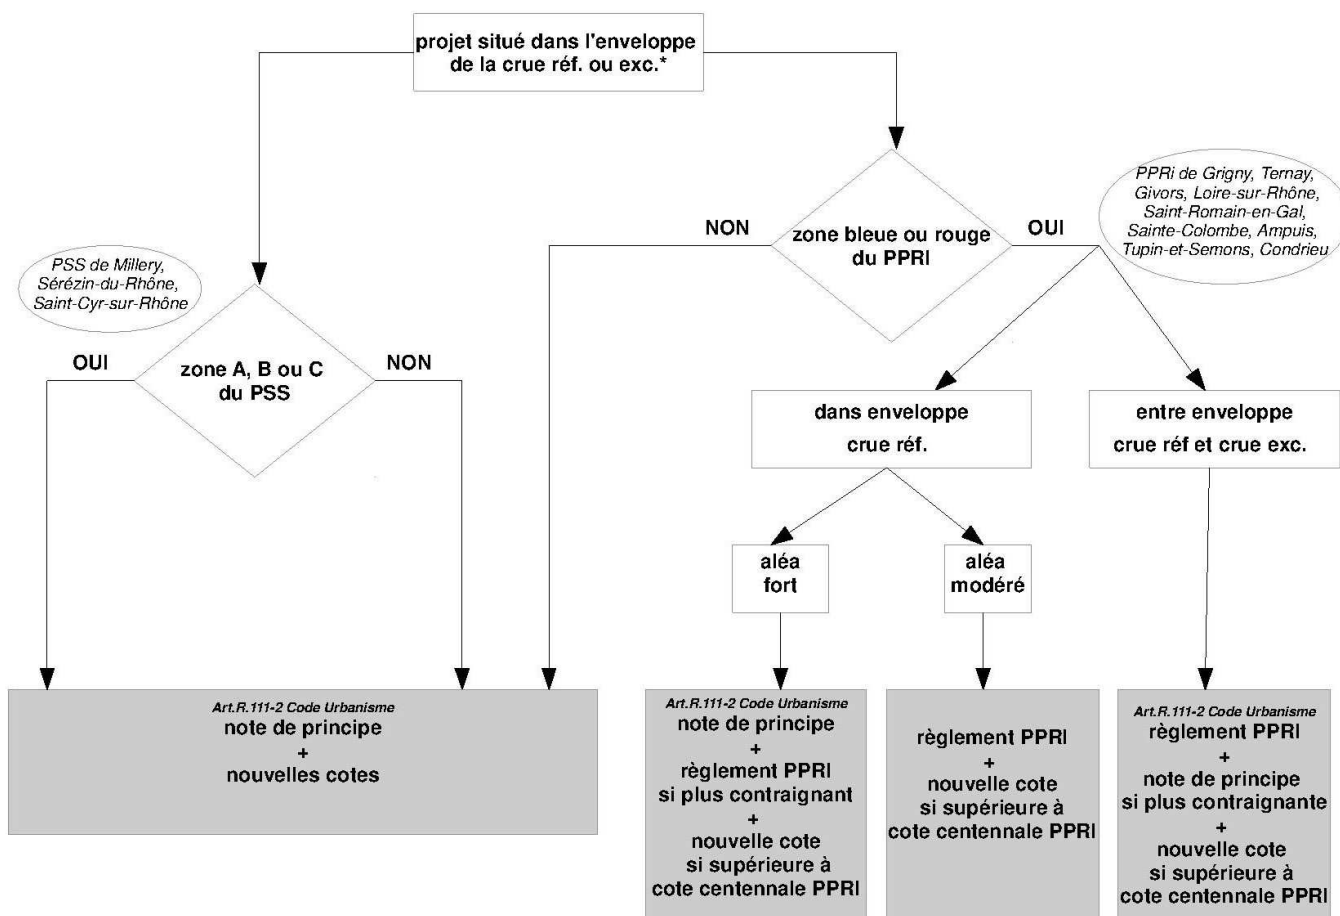 projet situé dans l'enveloppe
de la crue réf. ou exc.*
PPRi de Grigny, Ternay,
Givors, Loire-sur-Rhône,
Saint-Romain-en-Gal,
Sainte-Colombe, Ampuis,
Tupin-et-Semons, Condrieu
NON
zone bleue ou rouge
du PPRI
OUI
PSS de Millery,
Sérézin-du-Rhône,
Saint-Cyr-sur-Rhône
OUI
zone A, B ou C
du PSS
NON
dans enveloppe
crue réf.
entre enveloppe
crue réf et crue exc.
aléa
fort
aléa
modéré
Art.R.111-2 Code Urbanisme
note de principe
+
nouvelles cotes
Art.R.111-2 Code Urbanisme
note de principe
+
règlement PPRI
si plus contraignant
+
nouvelle cote
si supérieure à
cote centennale PPRI
règlement PPRI
+
nouvelle cote
si supérieure à
cote centennale PPRI
Art.R.111-2 Code Urbanisme
règlement PPRI
+
note de principe
si plus contraignante
+
nouvelle cote
si supérieure à
cote centennale PPRI